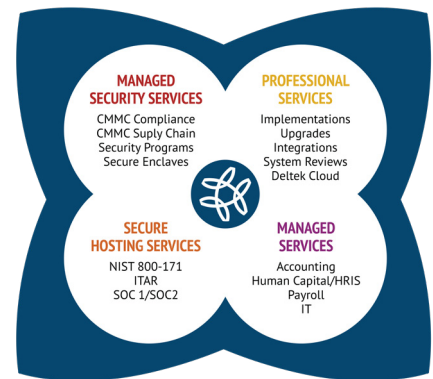 MANAGED
SECURITY SERVICES
CMMC Compliance
CMMC Suply Chain
Security Programs
Secure Enclaves
PROFESSIONAL
SERVICES
Implementations
Upgrades
Integrations
System Reviews
Deltek Cloud
SECURE
HOSTING SERVICES
NIST 800-171
ITAR
SOC 1/SOC2
MANAGED
SERVICES
Accounting
Human Capital/HRIS
Payroll
IT